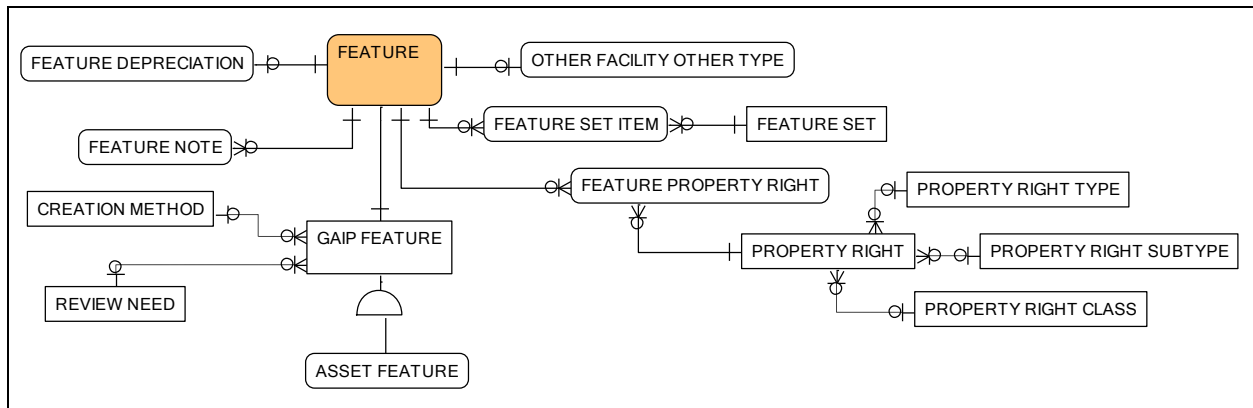 FEATURE
FEATURE DEPRECIATION
OTHER FACILITY OTHER TYPE
FEATURE NOTE
FEATURE SET ITEM
FEATURE SET
CREATION METHOD
GAIP FEATURE
FEATURE PROPERTY RIGHT
PROPERTY RIGHT TYPE
PROPERTY RIGHT
PROPERTY RIGHT SUBTYPE
REVIEW NEED
PROPERTY RIGHT CLASS
ASSET FEATURE